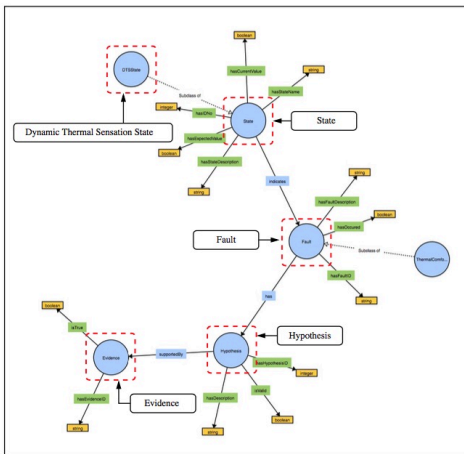 boolean
DTSState
hasCurrentValue
string
Subclass of
hasStateName
integer
hasIDNo
State
State
Dynamic Thermal Sensation State
hasExpectedValue
boolean
hasStateDescription
string
indicates
string
hasFaultDescription
hasOccured
boolean
Fault
Fault
Subclass of
ThermalComfo...
hasFaultID
has
string
boolean
isTrue
Hypothesis
Evidence
supportedBy
Hypothesis
hasHypothesisID
integer
hasEvidenceID
hasDescription
isValid
Evidence
string
string
boolean